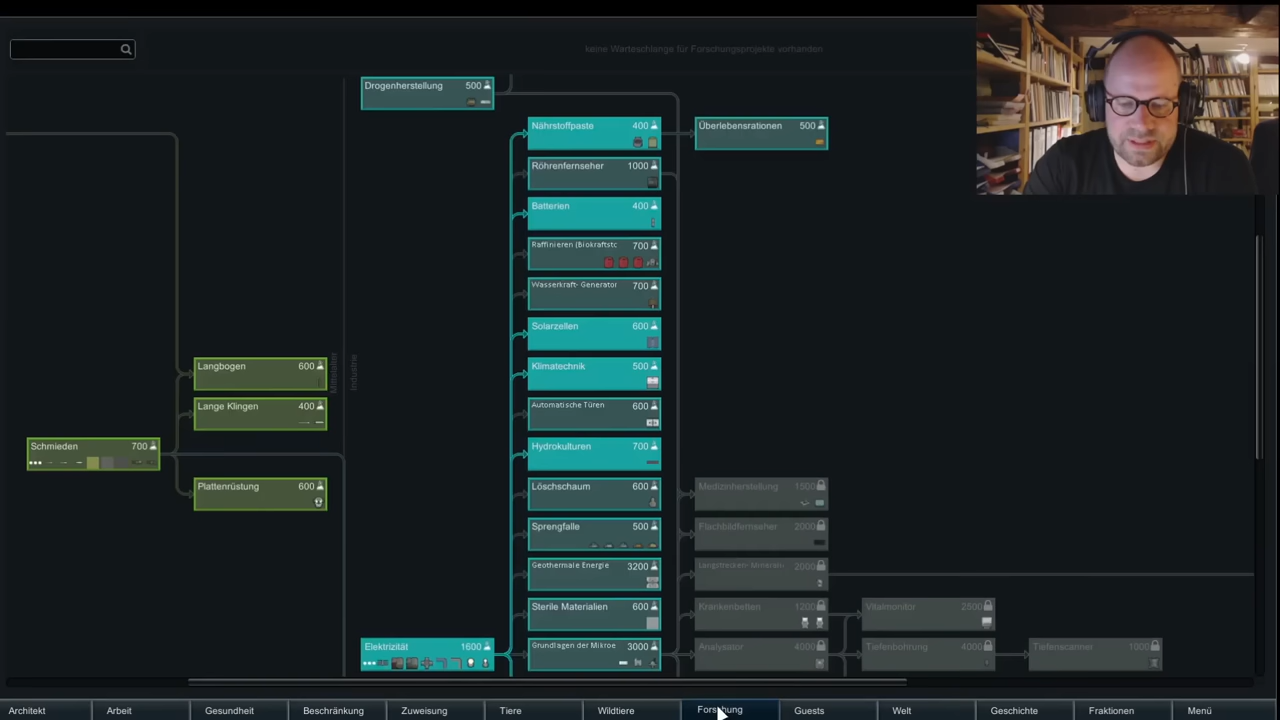 keine Warteschlange für Forschungsprojekte vorhanden
Drogenherstellung 500
Nährstoffpaste 400
Überlebensrationen 500
Röhrenfernseher 1000
Batterien 400
Raffinieren (Biokraftstc 700
Wasserkraft- Generator 700
Solarzellen 600
Klimatechnik 500
Langbogen 600
Mittelalter
Industrie
Lange Klingen 400
Automatische Türen 600
Schmieden 700
Hydrokulturen 700
Plattenrüstung 600
Löschschaum 600
Medizinherstellung 1500
Sprengfalle 500
Flachbildfernseher 2000
Geothermale Energie 3200
2000
Sterile Materialien 600
Krankenbetten 1200
Vitalmonitor 2500
Elektrizität 1600
Grundlagen der Mikroe 3000
Analysator 4000
Tiefenbohrung 4000
Tiefenscanner 1000
Architekt Arbeit Gesundheit Beschränkung Zuweisung Tiere Wildtiere Forschung Guests Welt Geschichte Fraktionen Menü